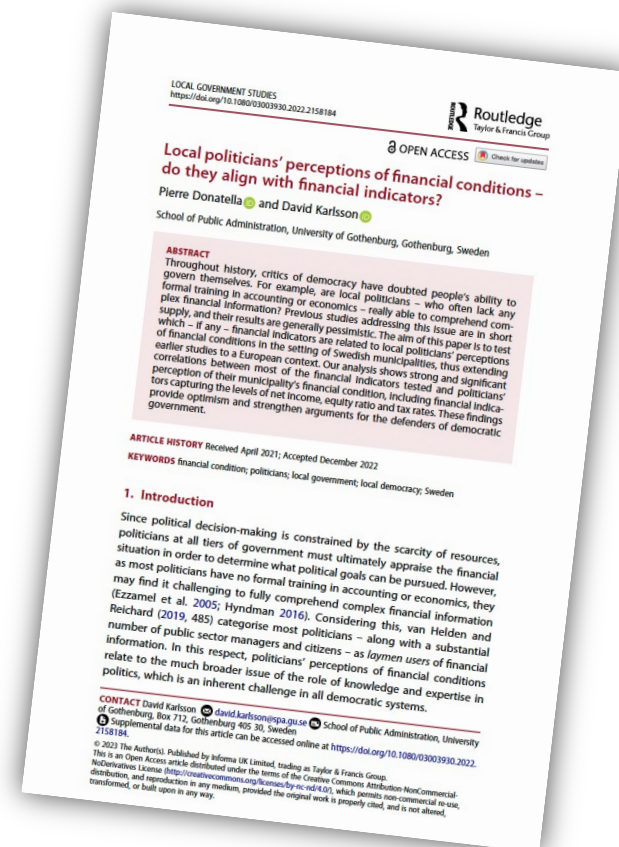 LOCAL GOVERNMENT STUDIES
https://doi.org/10.1080/03003930.2022.2158184
ROUTLEDGE
Routledge
Taylor & Francis Group
OPEN ACCESS
Check for updates
Local politicians' perceptions of financial conditions –
do they align with financial indicators?
Pierre Donatella iD and David Karlsson iD
School of Public Administration, University of Gothenburg, Gothenburg, Sweden
ABSTRACT
Throughout history, critics of democracy have doubted people's ability to
govern themselves. For example, are local politicians – who often lack any
formal training in accounting or economics – really able to comprehend com-
plex financial information? Previous studies addressing this issue are in short
supply, and their results are generally pessimistic. The aim of this paper is to test
which – if any – financial indicators are related to local politicians' perceptions
of financial conditions in the setting of Swedish municipalities, thus extending
earlier studies to a European context. Our analysis shows strong and significant
correlations between most of the financial indicators tested and politicians'
perception of their municipality's financial condition, including financial indica-
tors capturing the levels of net income, equity ratio and tax rates. These findings
provide optimism and strengthen arguments for the defenders of democratic
government.
ARTICLE HISTORY Received April 2021; Accepted December 2022
KEYWORDS financial condition; politicians; local government; local democracy; Sweden
1. Introduction
Since political decision-making is constrained by the scarcity of resources,
politicians at all tiers of government must ultimately appraise the financial
situation in order to determine what political goals can be pursued. However,
as most politicians have no formal training in accounting or economics, they
may find it challenging to fully comprehend complex financial information
(Ezzamel et al. 2005; Hyndman 2016). Considering this, van Helden and
Reichard (2019, 485) categorise most politicians – along with a substantial
number of public sector managers and citizens – as laymen users of financial
information. In this respect, politicians' perceptions of financial conditions
relate to the much broader issue of the role of knowledge and expertise in
politics, which is an inherent challenge in all democratic systems.
CONTACT David Karlsson david.karlsson@spa.gu.se School of Public Administration, University
of Gothenburg, Box 712, Gothenburg 405 30, Sweden
Supplemental data for this article can be accessed online at https://doi.org/10.1080/03003930.2022.
2158184.
© 2023 The Author(s). Published by Informa UK Limited, trading as Taylor & Francis Group.
This is an Open Access article distributed under the terms of the Creative Commons Attribution-NonCommercial-
NoDerivatives License (http://creativecommons.org/licenses/by-nc-nd/4.0/), which permits non-commercial re-use,
distribution, and reproduction in any medium, provided the original work is properly cited, and is not altered,
transformed, or built upon in any way.